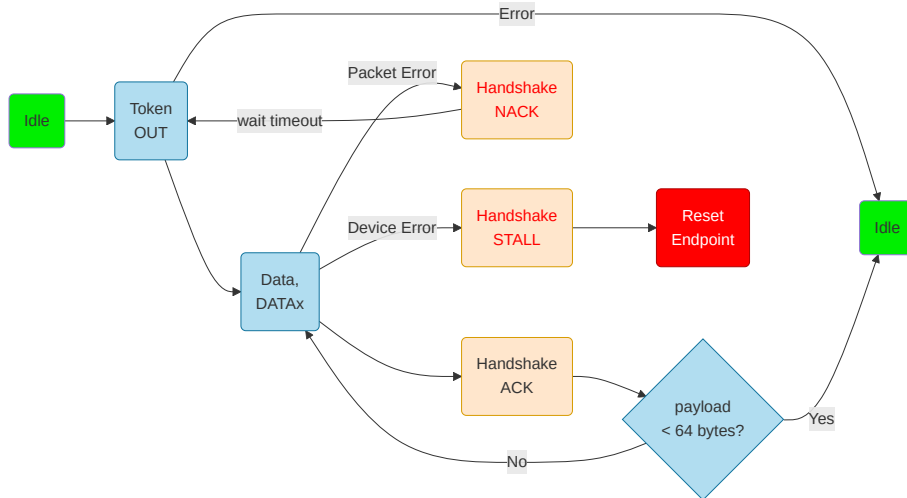 Error
Packet Error
Handshake
NACK
Idle
Token
OUT
wait timeout
Device Error
Handshake
STALL
Reset
Endpoint
Idle
Data,
DATAx
Handshake
ACK
payload
< 64 bytes?
Yes
No